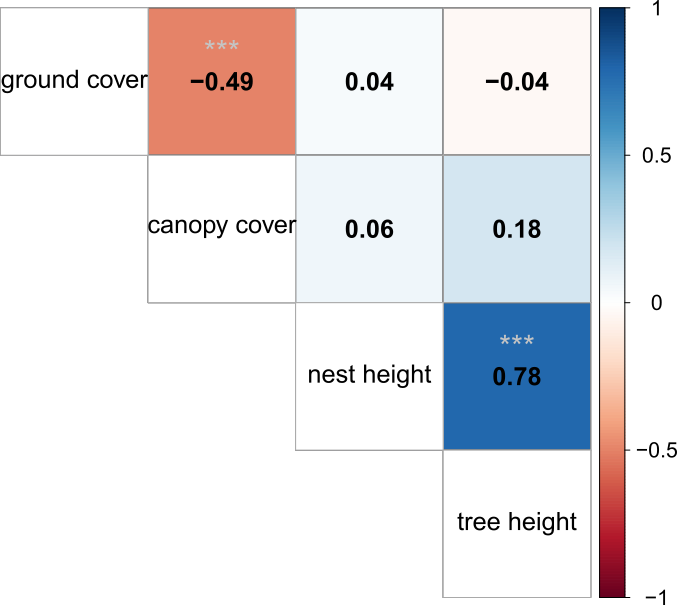 ***
ground cover −0.49 0.04 −0.04
canopy cover 0.06 0.18
***
nest height 0.78
tree height
1
0.5
0
−0.5
−1